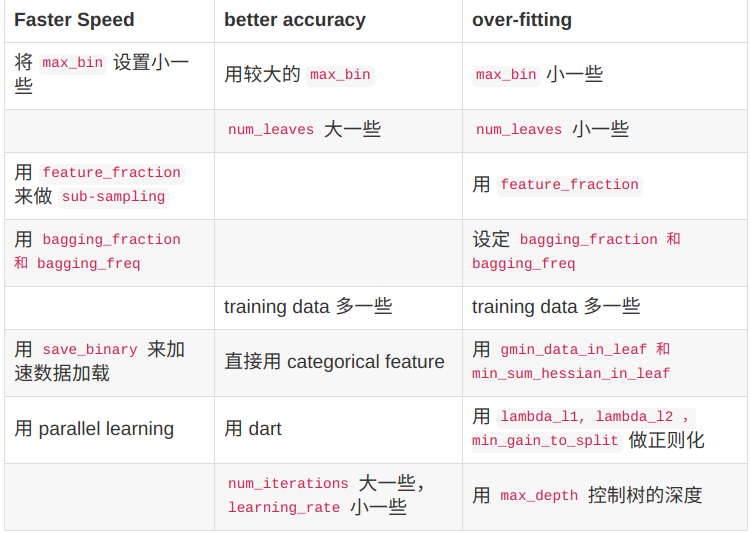 Faster Speed
better accuracy
over-fitting
将 max_bin 设置小一
些
用较大的 max_bin
max_bin 小一些
num_leaves 大一些
num_leaves 小一些
用 feature_fraction
来做 sub-sampling
用 feature_fraction
用 bagging_fraction
和 bagging_freq
设定 bagging_fraction 和
bagging_freq
training data 多一些
training data 多一些
用 save_binary 来加
速数据加载
直接用 categorical feature
用 gmin_data_in_leaf 和
min_sum_hessian_in_leaf
用 parallel learning
用 dart
用 lambda_l1, lambda_l2 ，
min_gain_to_split 做正则化
num_iterations 大一些，
learning_rate 小一些
用 max_depth 控制树的深度